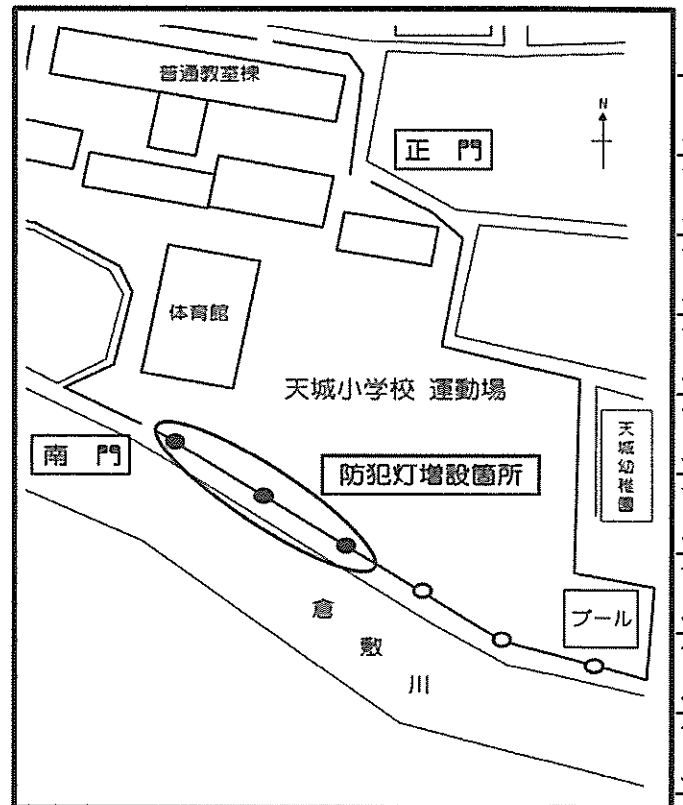 普通教室棟
N
正門
体育館
天城小学校 運動場
天城幼稚園
南門
防犯灯増設箇所
プール
倉敷川